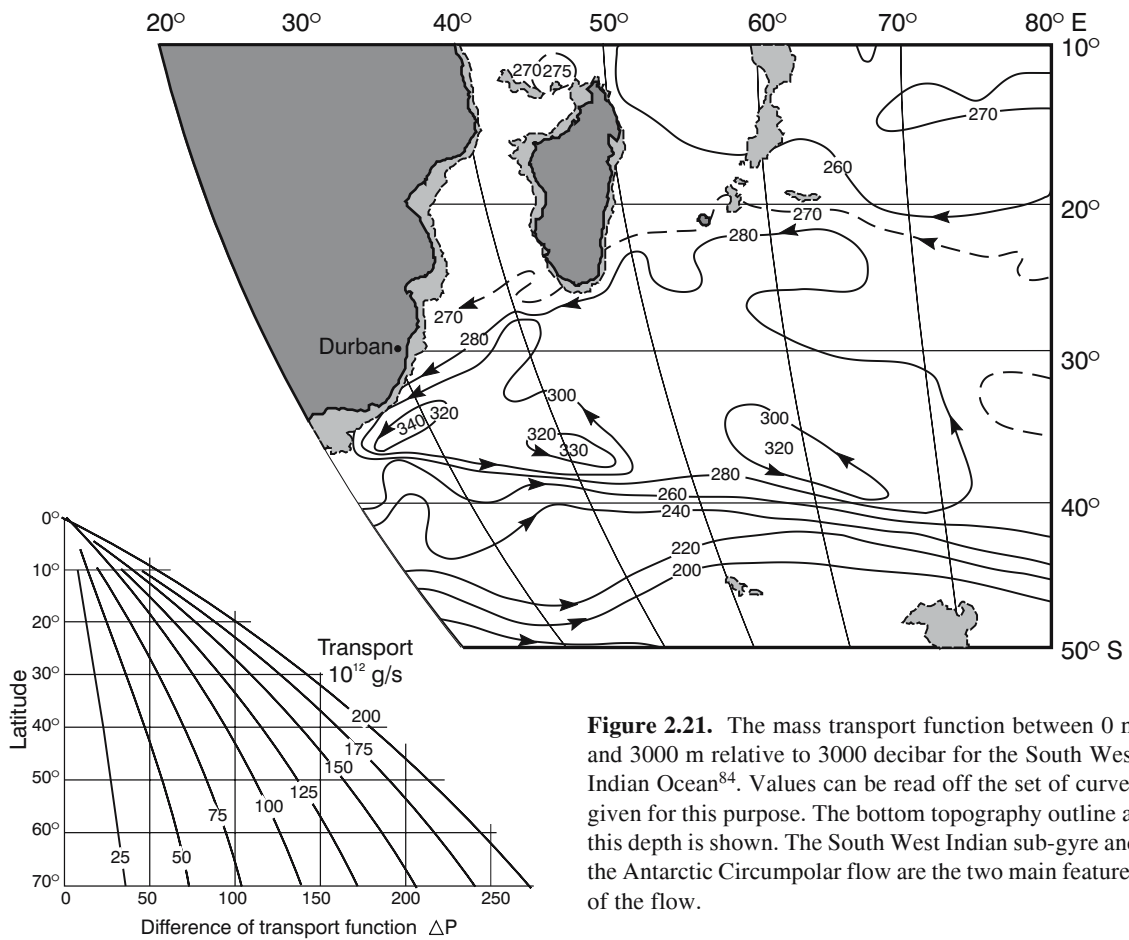 20° 30° 40° 50° 60° 70° 80° E
10°
270 275
270
260
20°
270
280
270
280
Durban
30°
300
320
340
300
320
330
300
320
280
260
240
40°
220
200
50° S
0°
10°
20°
30°
40°
50°
60°
70°
Latitude
Transport
10¹² g/s
200
175
150
125
100
75
50
25
0 50 100 150 200 250
Difference of transport function △P
Figure 2.21. The mass transport function between 0 m
and 3000 m relative to 3000 decibar for the South Wes
Indian Ocean⁸⁴. Values can be read off the set of curve
given for this purpose. The bottom topography outline a
this depth is shown. The South West Indian sub-gyre and
the Antarctic Circumpolar flow are the two main feature
of the flow.